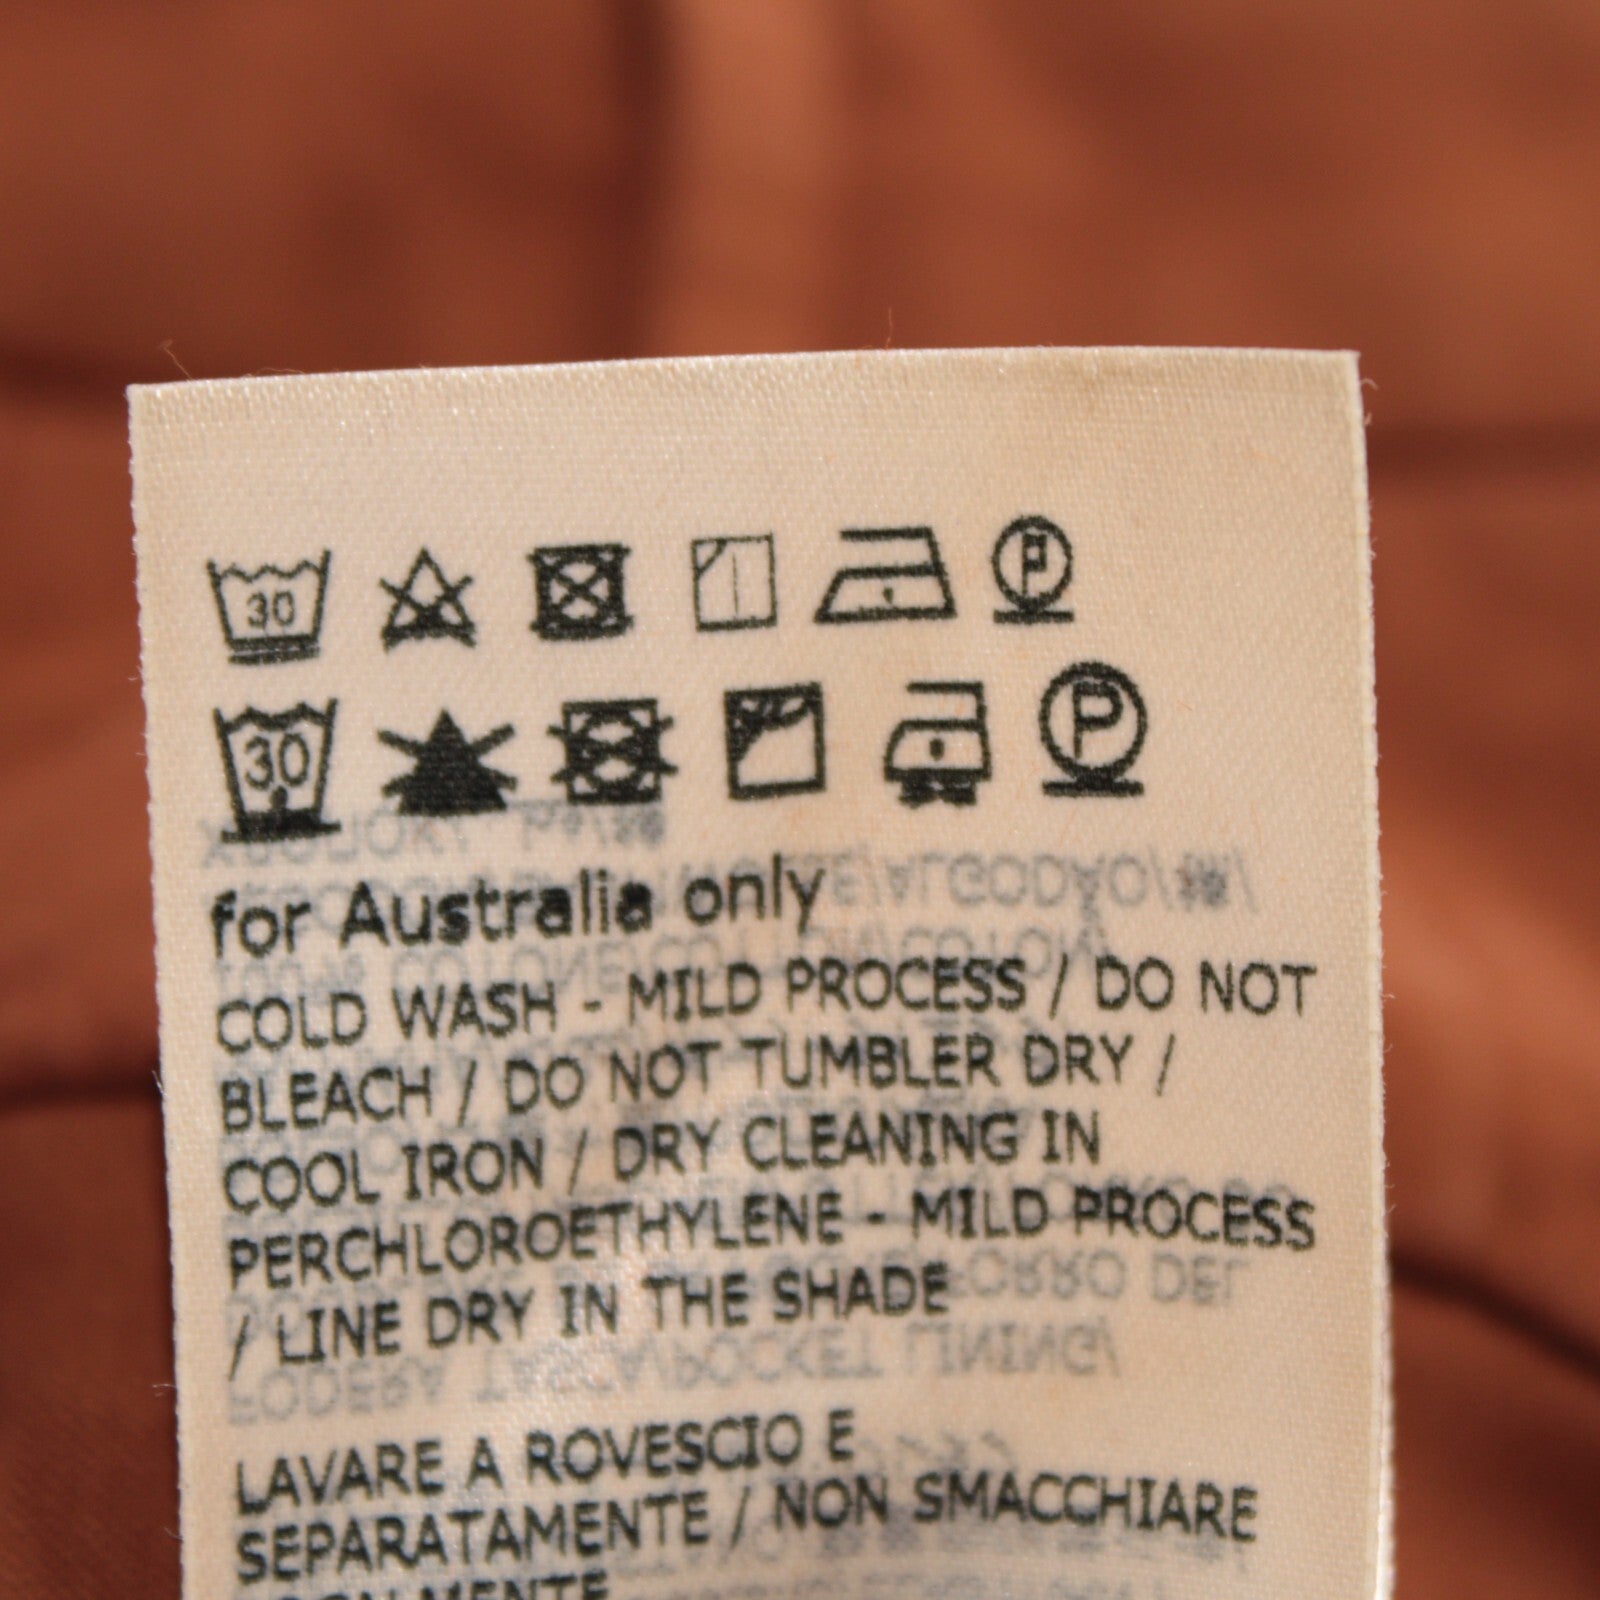 30 P
30 P
for Australia only
COLD WASH - MILD PROCESS / DO NOT
BLEACH / DO NOT TUMBLER DRY /
COOL IRON / DRY CLEANING IN
PERCHLOROETHYLENE - MILD PROCESS
/ LINE DRY IN THE SHADE
LAVARE A ROVESCIO E
SEPARATAMENTE / NON SMACCHIARE